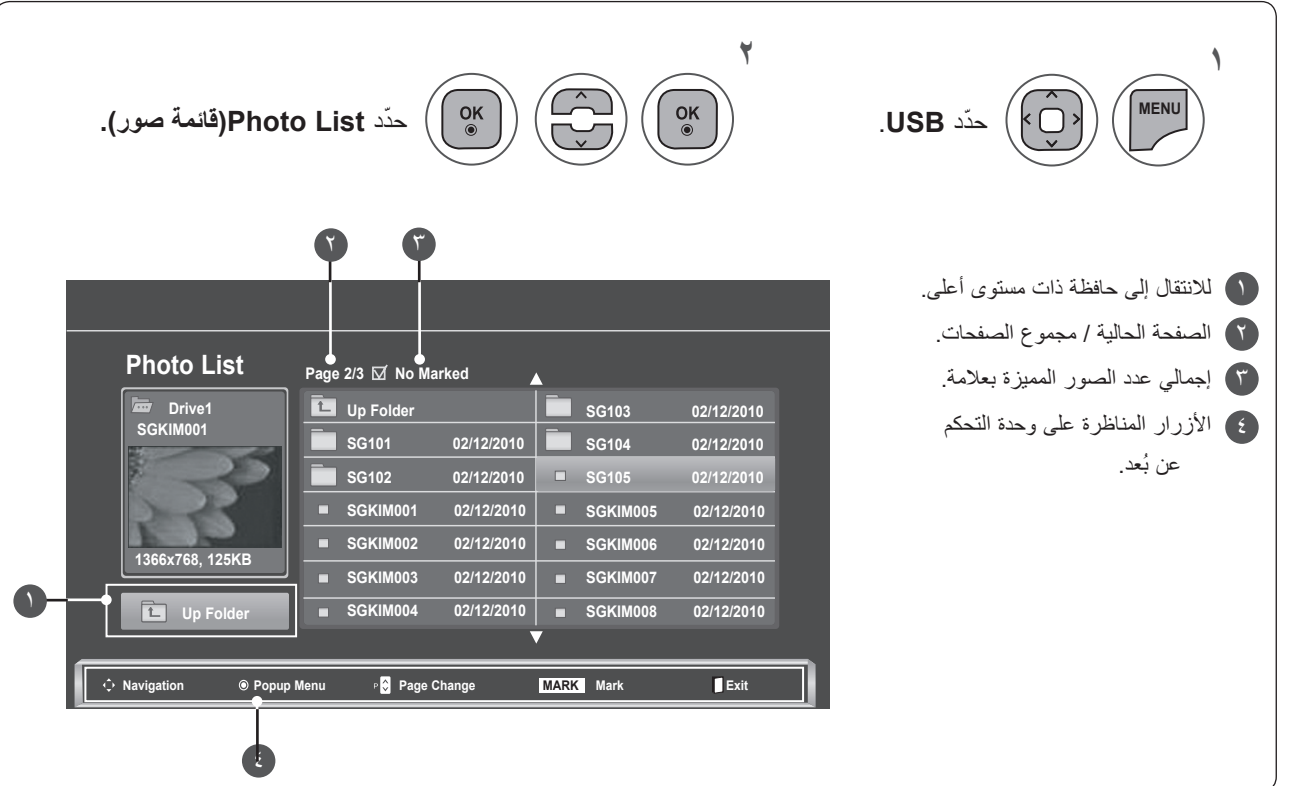 ١
MENU
حدّد USB.
٢
OK
OK
حدّد Photo List(قائمة صور).
١ للانتقال إلى حافظة ذات مستوى أعلى.
٢ الصفحة الحالية / مجموع الصفحات.
٣ إجمالي عدد الصور المميزة بعلامة.
٤ الأزرار المناظرة على وحدة التحكم
عن بُعد.
٢ ٣
Photo List
Page 2/3 No Marked
Drive1
SGKIM001
1366x768, 125KB
Up Folder
Up Folder SG103 02/12/2010
SG101 02/12/2010 SG104 02/12/2010
SG102 02/12/2010 SG105 02/12/2010
SGKIM001 02/12/2010 SGKIM005 02/12/2010
SGKIM002 02/12/2010 SGKIM006 02/12/2010
SGKIM003 02/12/2010 SGKIM007 02/12/2010
SGKIM004 02/12/2010 SGKIM008 02/12/2010
١
Navigation Popup Menu P Page Change MARK Mark Exit
٤